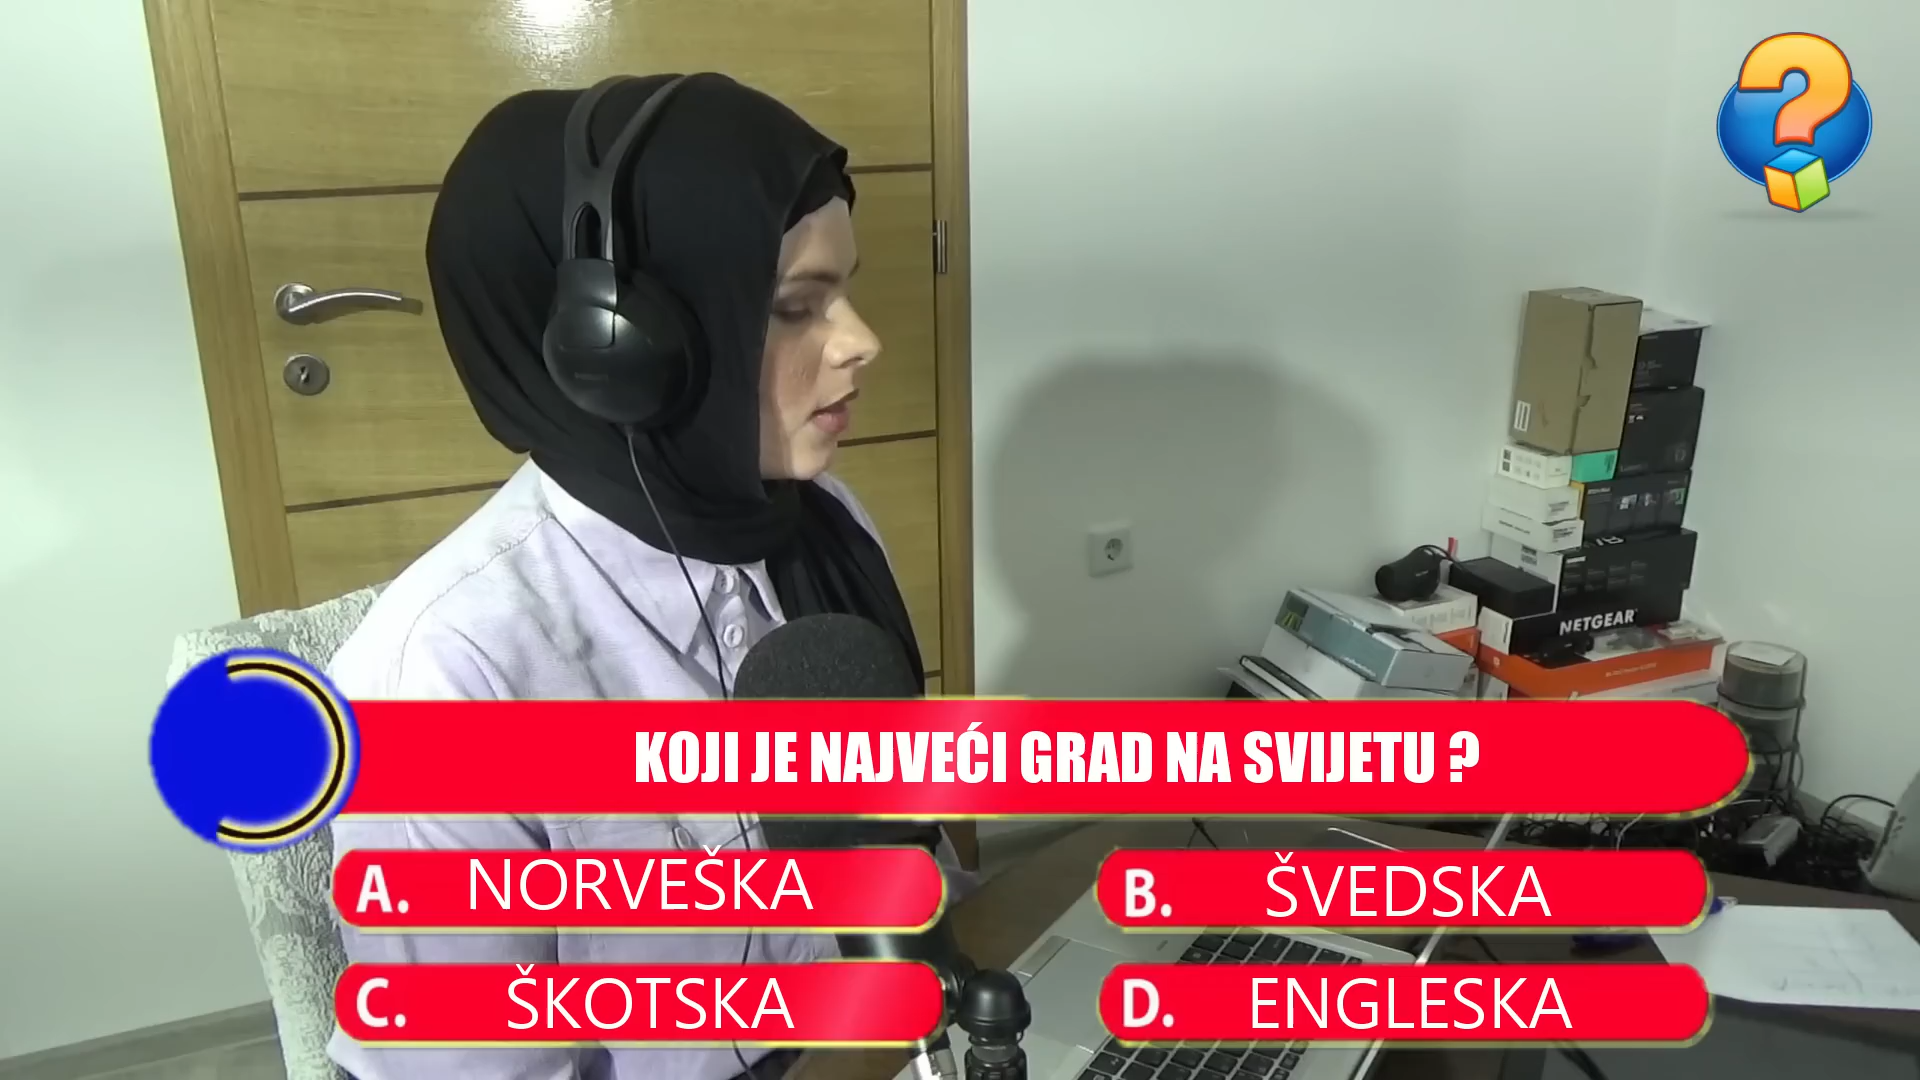 NETGEAR
KOJI JE NAJVEĆI GRAD NA SVIJETU ?
A. NORVEŠKA
B. ŠVEDSKA
C. ŠKOTSKA
D. ENGLESKA